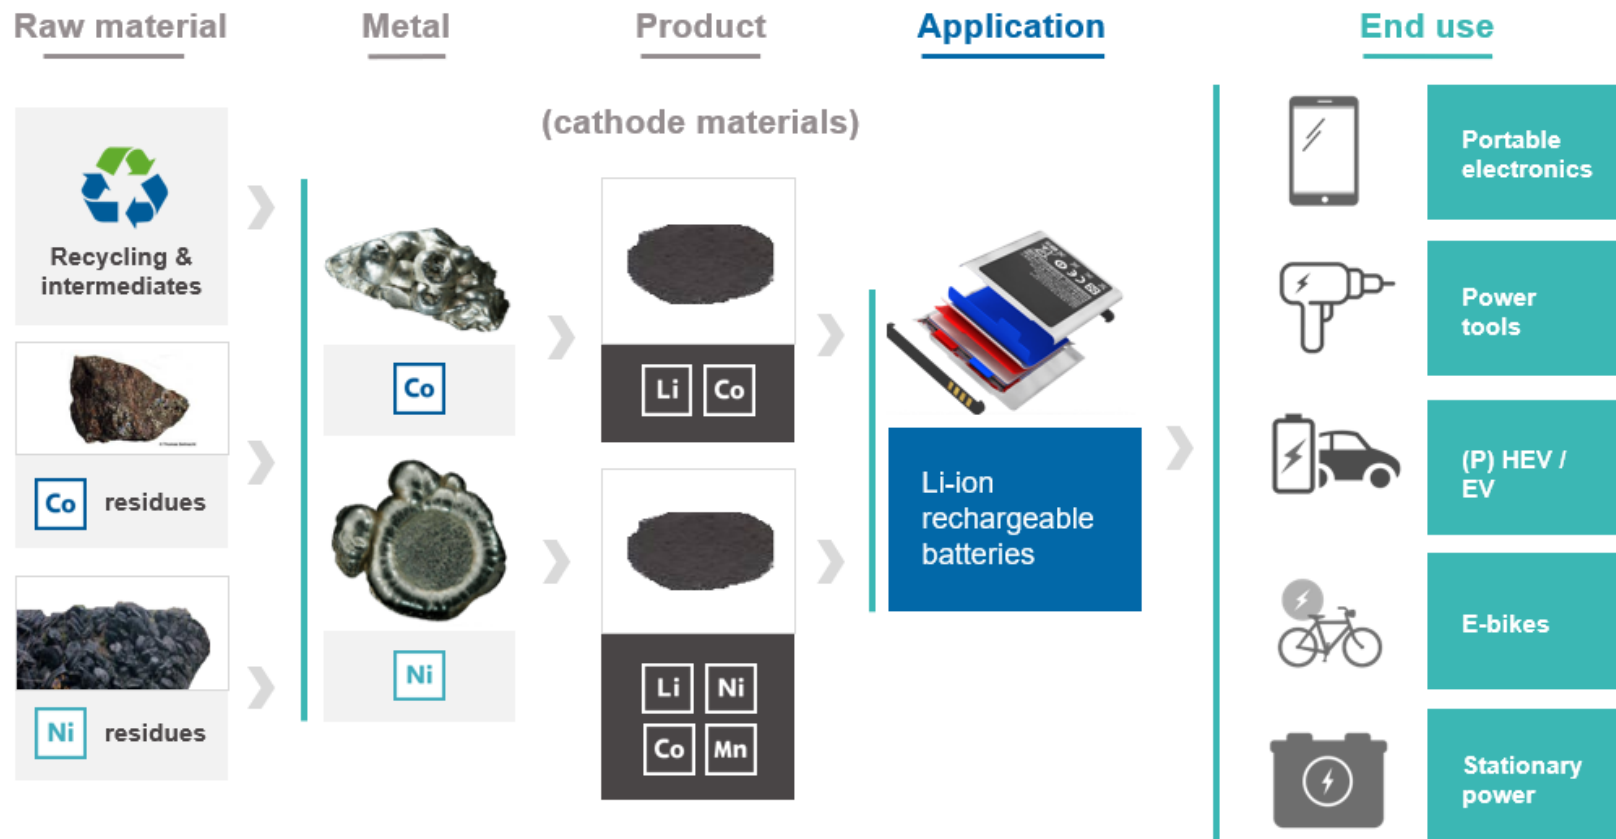 Raw material
Metal
Product
Application
End use
(cathode materials)
Recycling &
intermediates
Co residues
Ni residues
Co
Ni
Li Co
Li Ni
Co Mn
Li-ion
rechargeable
batteries
Portable
electronics
Power
tools
(P) HEV /
EV
E-bikes
Stationary
power